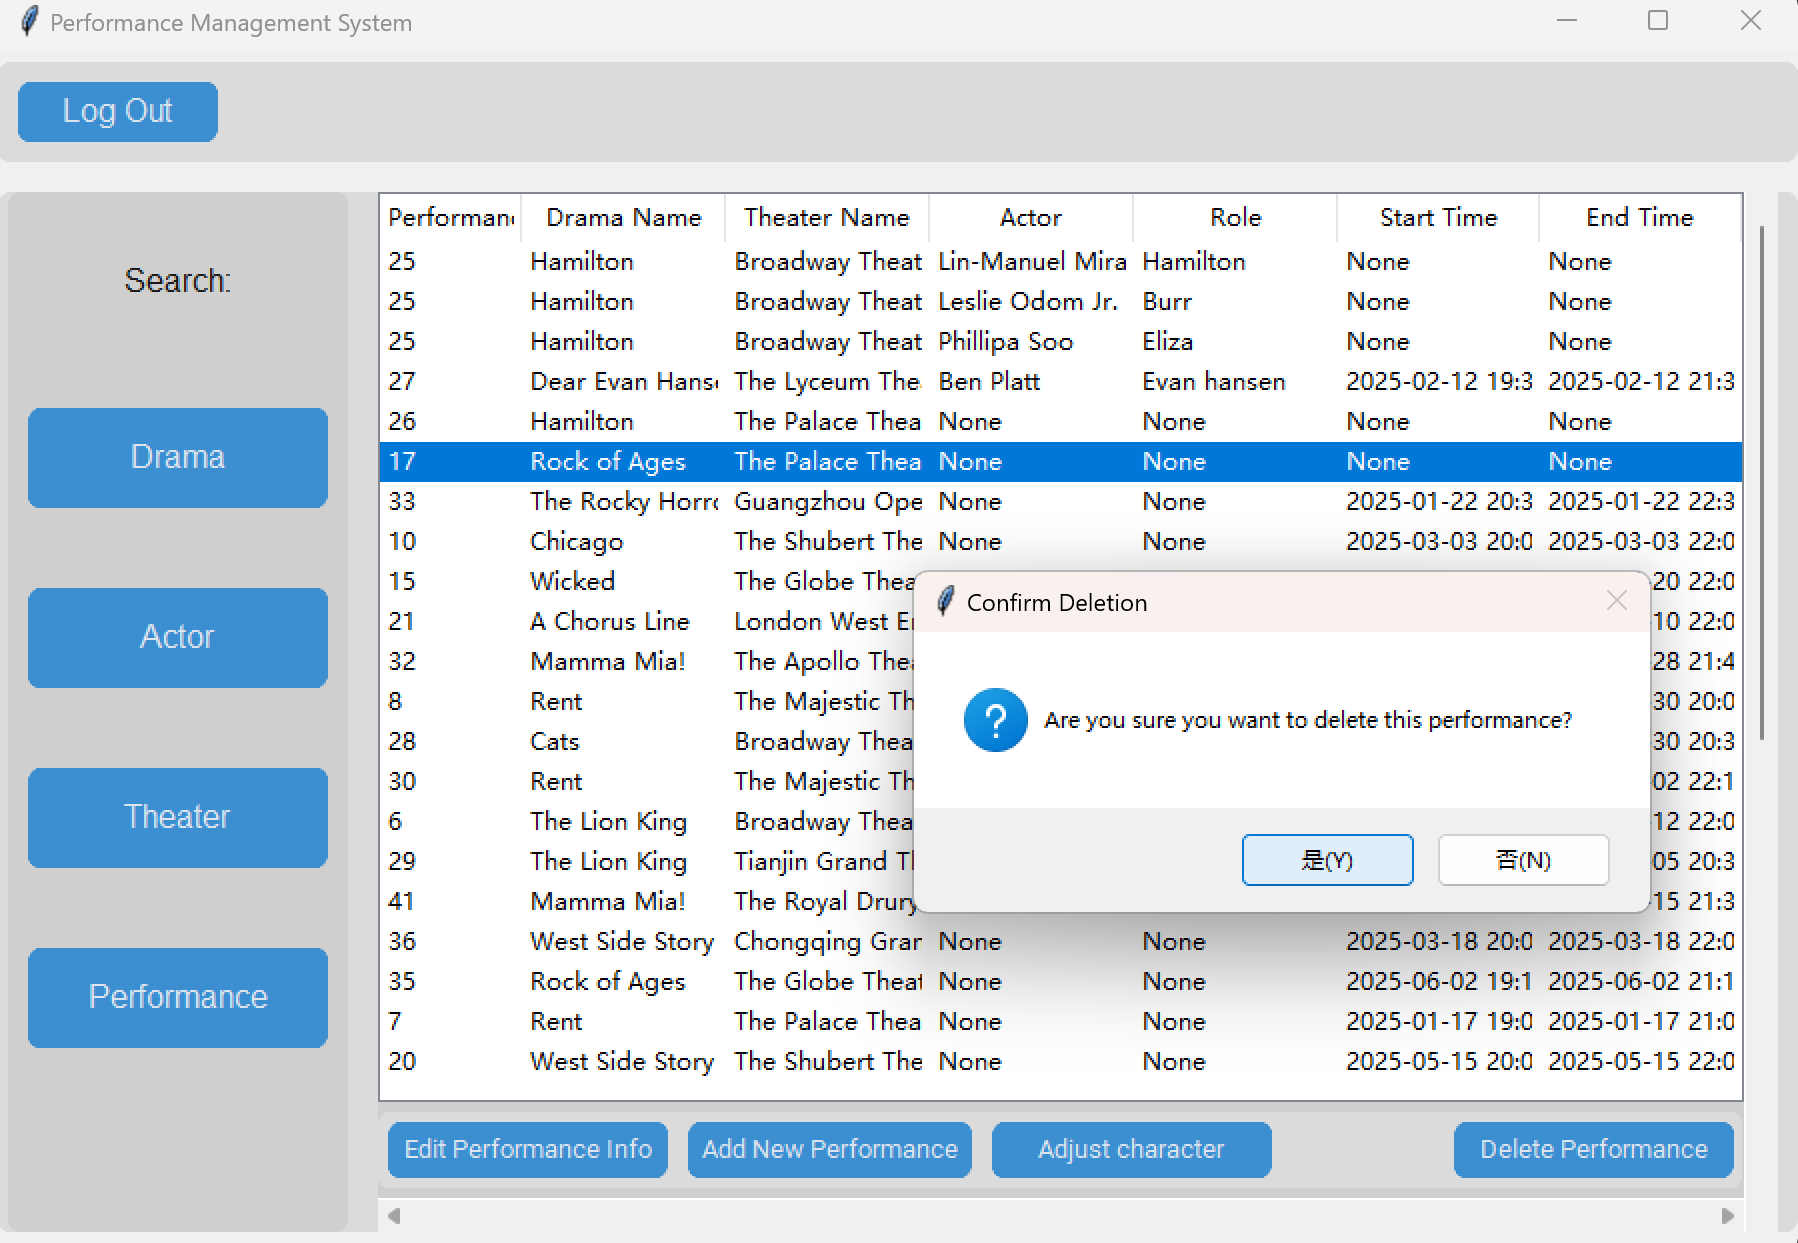 Performance Management System
Log Out
Search:
Drama
Actor
Theater
Performance
Performan Drama Name Theater Name Actor Role Start Time End Time
25 Hamilton Broadway Theat Lin-Manuel Mira Hamilton None None
25 Hamilton Broadway Theat Leslie Odom Jr. Burr None None
25 Hamilton Broadway Theat Phillipa Soo Eliza None None
27 Dear Evan Hans The Lyceum The Ben Platt Evan hansen 2025-02-12 19:3 2025-02-12 21:3
26 Hamilton The Palace Thea None None None None
17 Rock of Ages The Palace Thea None None None None
33 The Rocky Horr Guangzhou Ope None None 2025-01-22 20:3 2025-01-22 22:3
10 Chicago The Shubert The None None 2025-03-03 20:0 2025-03-03 22:0
15 Wicked The Globe Thea -20 22:0
21 A Chorus Line London West E -10 22:0
32 Mamma Mia! The Apollo Thea -28 21:4
8 Rent The Majestic Th -30 20:0
28 Cats Broadway Thea -30 20:3
30 Rent The Majestic Th -02 22:1
6 The Lion King Broadway Thea -12 22:0
29 The Lion King Tianjin Grand T -05 20:3
41 Mamma Mia! The Royal Drury -15 21:3
36 West Side Story Chongqing Gra None None 2025-03-18 20:0 2025-03-18 22:0
35 Rock of Ages The Globe Theat None None 2025-06-02 19:1 2025-06-02 21:1
7 Rent The Palace Thea None None 2025-01-17 19:0 2025-01-17 21:0
20 West Side Story The Shubert The None None 2025-05-15 20:0 2025-05-15 22:0
Confirm Deletion
Are you sure you want to delete this performance?
是(Y) 否(N)
Edit Performance Info Add New Performance Adjust character Delete Performance